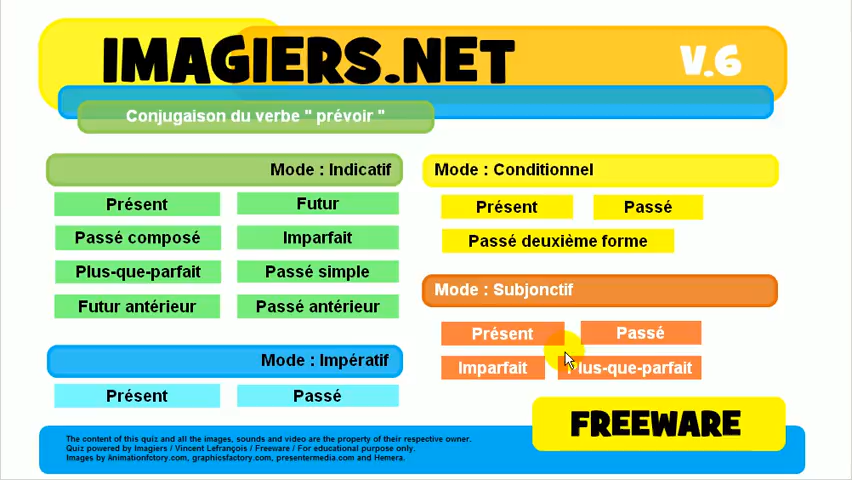 IMAGIERS.NET
V.6
Conjugaison du verbe " prévoir "
Mode : Indicatif
Présent
Futur
Passé composé
Imparfait
Plus-que-parfait
Passé simple
Futur antérieur
Passé antérieur
Mode : Impératif
Présent
Passé
Mode : Conditionnel
Présent
Passé
Passé deuxième forme
Mode : Subjonctif
Présent
Passé
Imparfait
Plus-que-parfait
FREEWARE
The content of this quiz and all the images, sounds and video are the property of their respective owner.
Quiz powered by Imagiers / Vincent Lefrançois / Freeware / For educational purpose only.
Images by Animationfctory.com, graphicsfactory.com, presentermedia.com and Hemera.